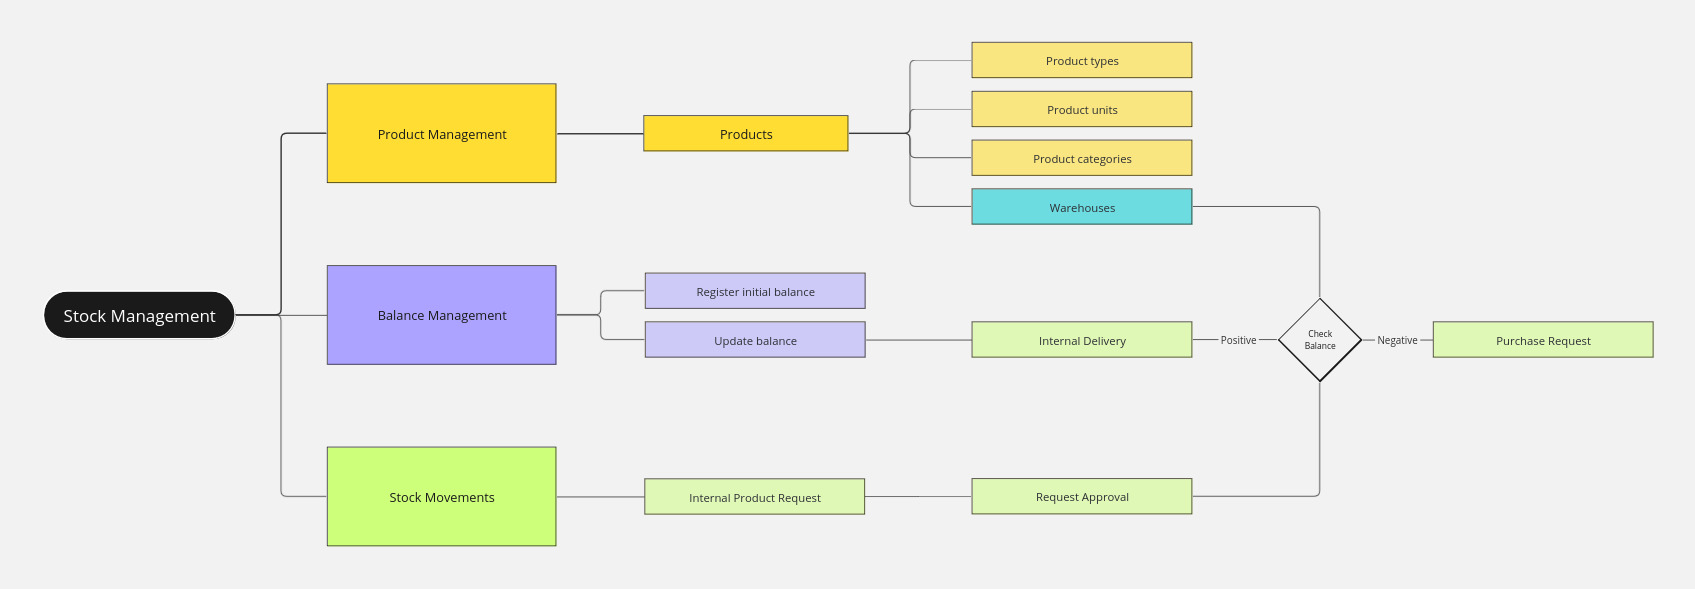 Product types
Product units
Product Management
Products
Product categories
Warehouses
Register initial balance
Stock Management
Balance Management
Update balance
Internal Delivery
Positive
Check
Balance
Negative
Purchase Request
Stock Movements
Internal Product Request
Request Approval